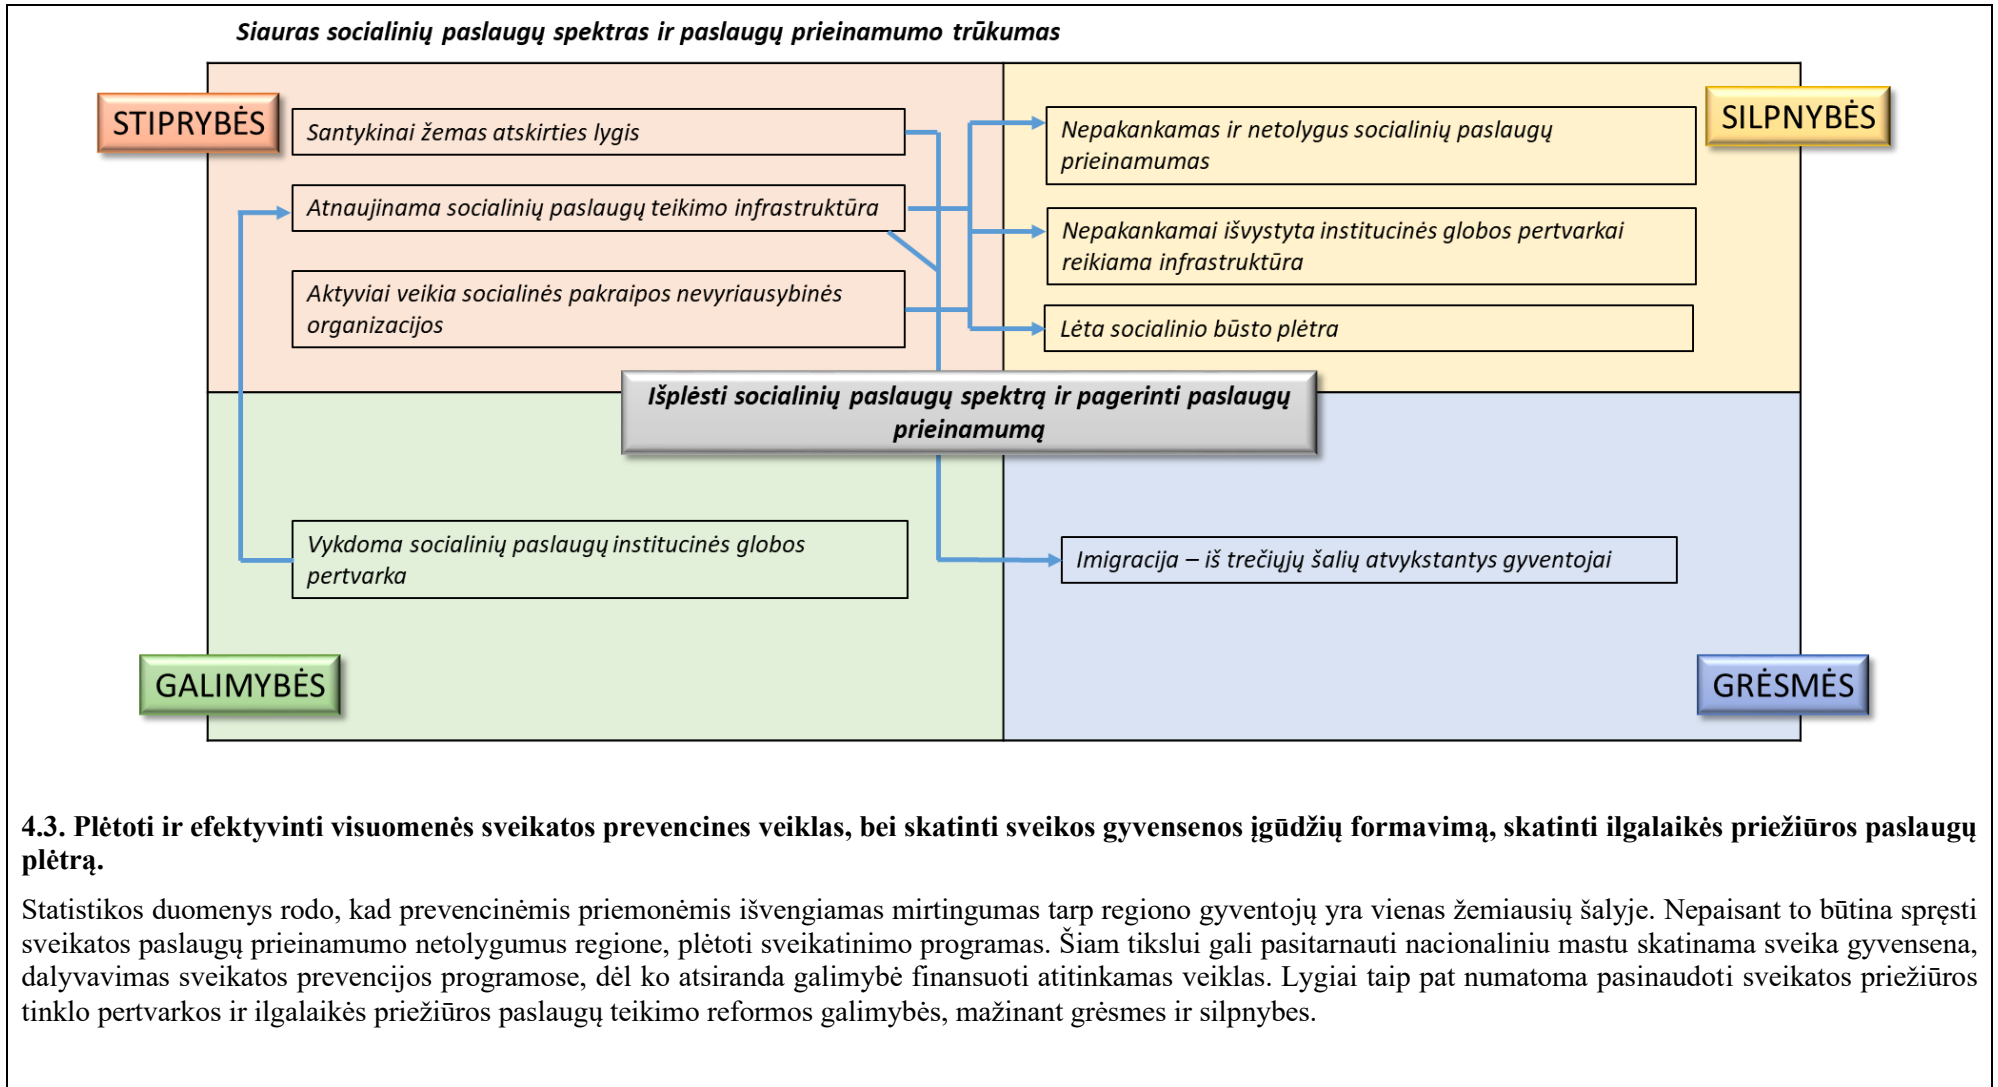 Siauras socialinių paslaugų spektras ir paslaugų prieinamumo trūkumas
STIPRYBĖS
Santykinai žemas atskirties lygis
Atnaujinama socialinių paslaugų teikimo infrastruktūra
Aktyviai veikia socialinės pakraipos nevyriausybinės
organizacijos
SILPNYBĖS
Nepakankamas ir netolygus socialinių paslaugų
prieinamumas
Nepakankamai išvystyta institucinės globos pertvarkai
reikiama infrastruktūra
Lėta socialinio būsto plėtra
Išplėsti socialinių paslaugų spektrą ir pagerinti paslaugų
prieinamumą
Vykdoma socialinių paslaugų institucinės globos
pertvarka
GALIMYBĖS
Imigracija – iš trečiųjų šalių atvykstantys gyventojai
GRĖSMĖS
4.3. Plėtoti ir efektyvinti visuomenės sveikatos prevencines veiklas, bei skatinti sveikos gyvensenos įgūdžių formavimą, skatinti ilgalaikės priežiūros paslaugų
plėtrą.
Statistikos duomenys rodo, kad prevencinėmis priemonėmis išvengiamas mirtingumas tarp regiono gyventojų yra vienas žemiausių šalyje. Nepaisant to būtina spręsti
sveikatos paslaugų prieinamumo netolygumus regione, plėtoti sveikatinimo programas. Šiam tikslui gali pasitarnauti nacionaliniu mastu skatinama sveika gyvensena,
dalyvavimas sveikatos prevencijos programose, dėl ko atsiranda galimybė finansuoti atitinkamas veiklas. Lygiai taip pat numatoma pasinaudoti sveikatos priežiūros
tinklo pertvarkos ir ilgalaikės priežiūros paslaugų teikimo reformos galimybės, mažinant grėsmes ir silpnybes.